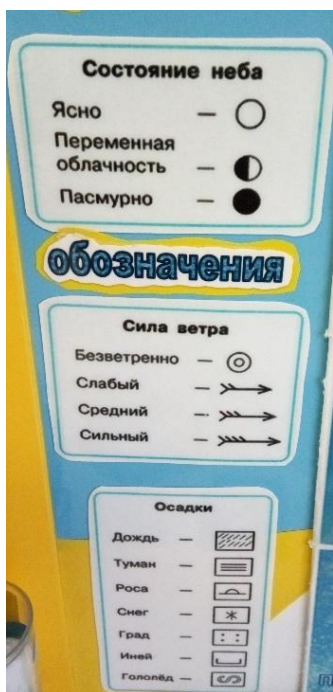 Состояние неба
Ясно –
Переменная
облачность –
Пасмурно –
обозначения
Сила ветра
Безветренно –
Слабый –
Средний –
Сильный –
Осадки
Дождь –
Туман –
Роса –
Снег –
Град –
Иней –
Гололёд –